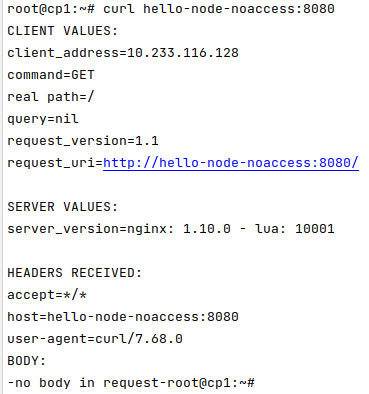 root@cp1:~# curl hello-node-noaccess:8080
CLIENT VALUES:
client_address=10.233.116.128
command=GET
real path=/
query=nil
request_version=1.1
request_uri=http://hello-node-noaccess:8080/
SERVER VALUES:
server_version=nginx: 1.10.0 - lua: 10001
HEADERS RECEIVED:
accept=*/*
host=hello-node-noaccess:8080
user-agent=curl/7.68.0
BODY:
-no body in request-root@cp1:~#